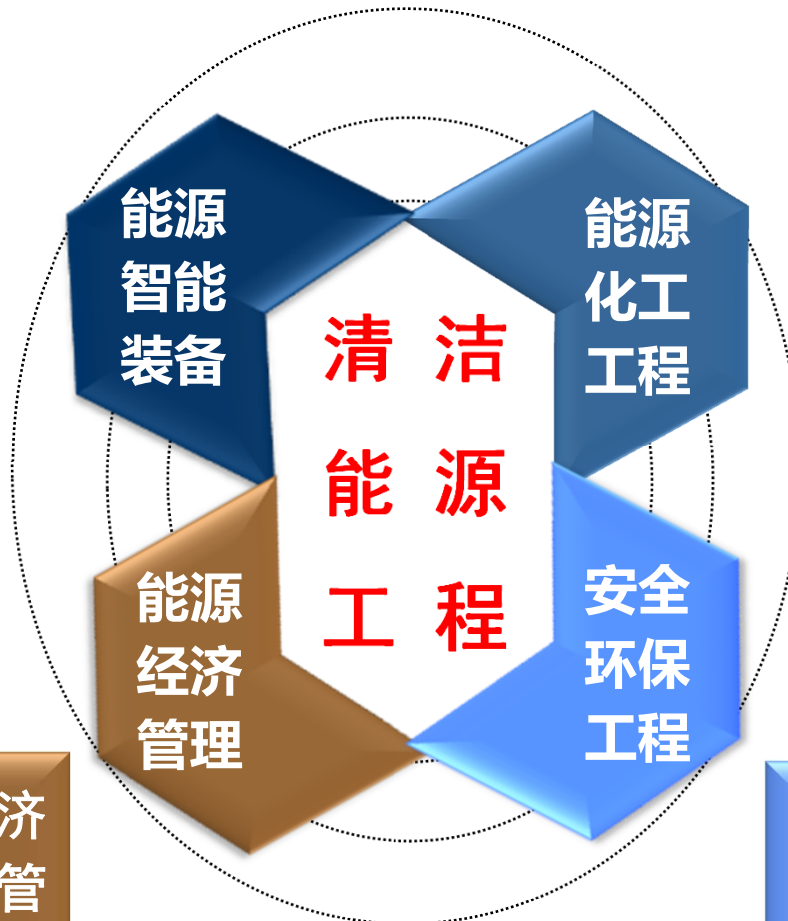 能源
智能
装备
能源
化工
工程
清 洁
能 源
工 程
能源
经济
管理
安全
环保
工程
济
管